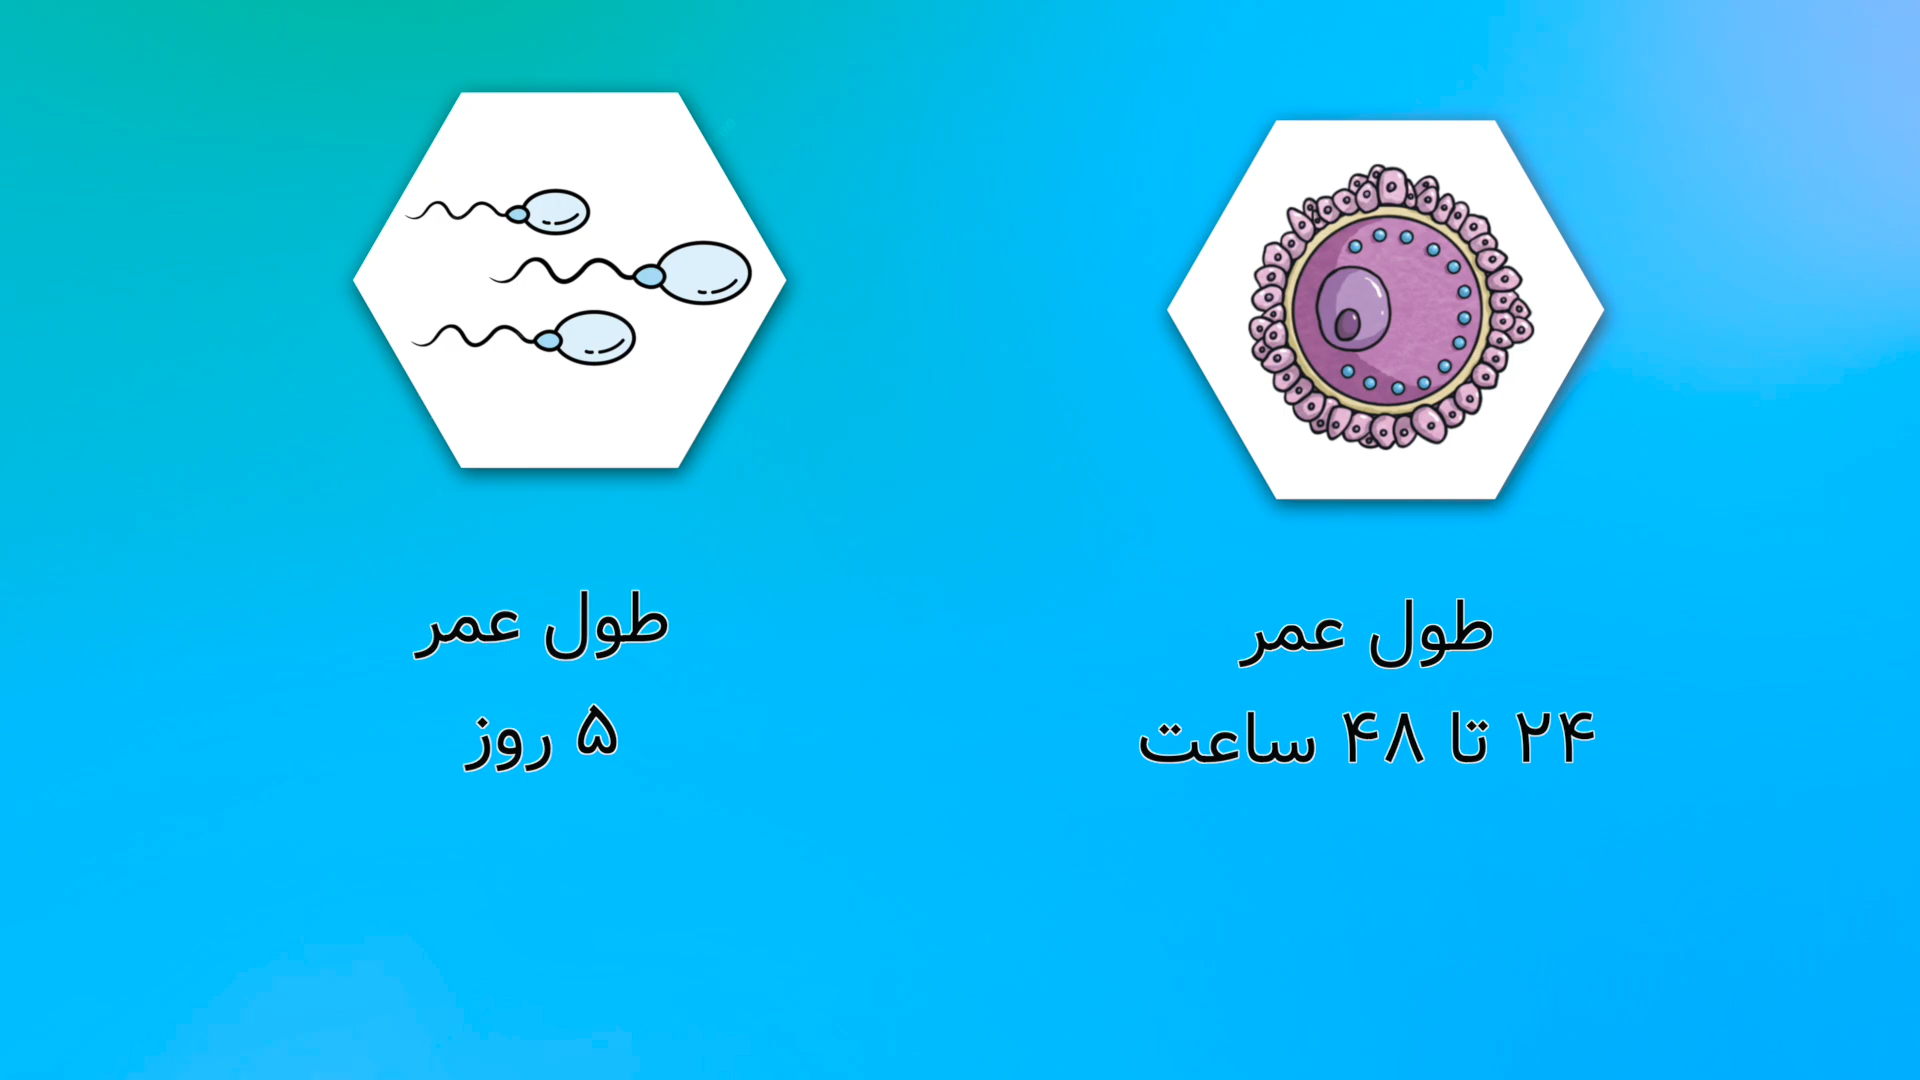 طول عمر
۲۴ تا ۴۸ ساعت
طول عمر
۵ روز